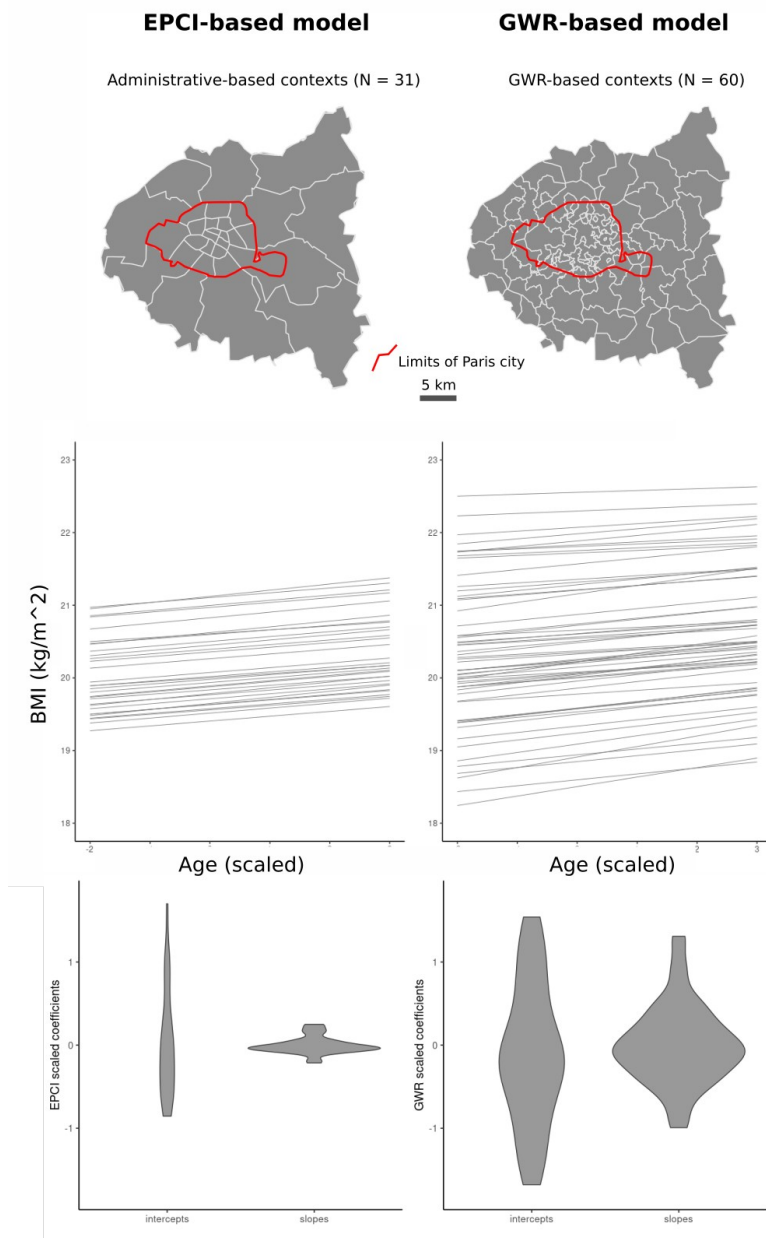 EPCI-based model
GWR-based model
Administrative-based contexts (N = 31)
GWR-based contexts (N = 60)
Limits of Paris city
5 km
BMI (kg/m^2)
23
22
21
20
19
18
-2
23
22
21
20
19
18
2
3
Age (scaled)
Age (scaled)
EPCI scaled coefficients
1
0
-1
intercepts
slopes
GWR scaled coefficients
1
0
-1
intercepts
slopes